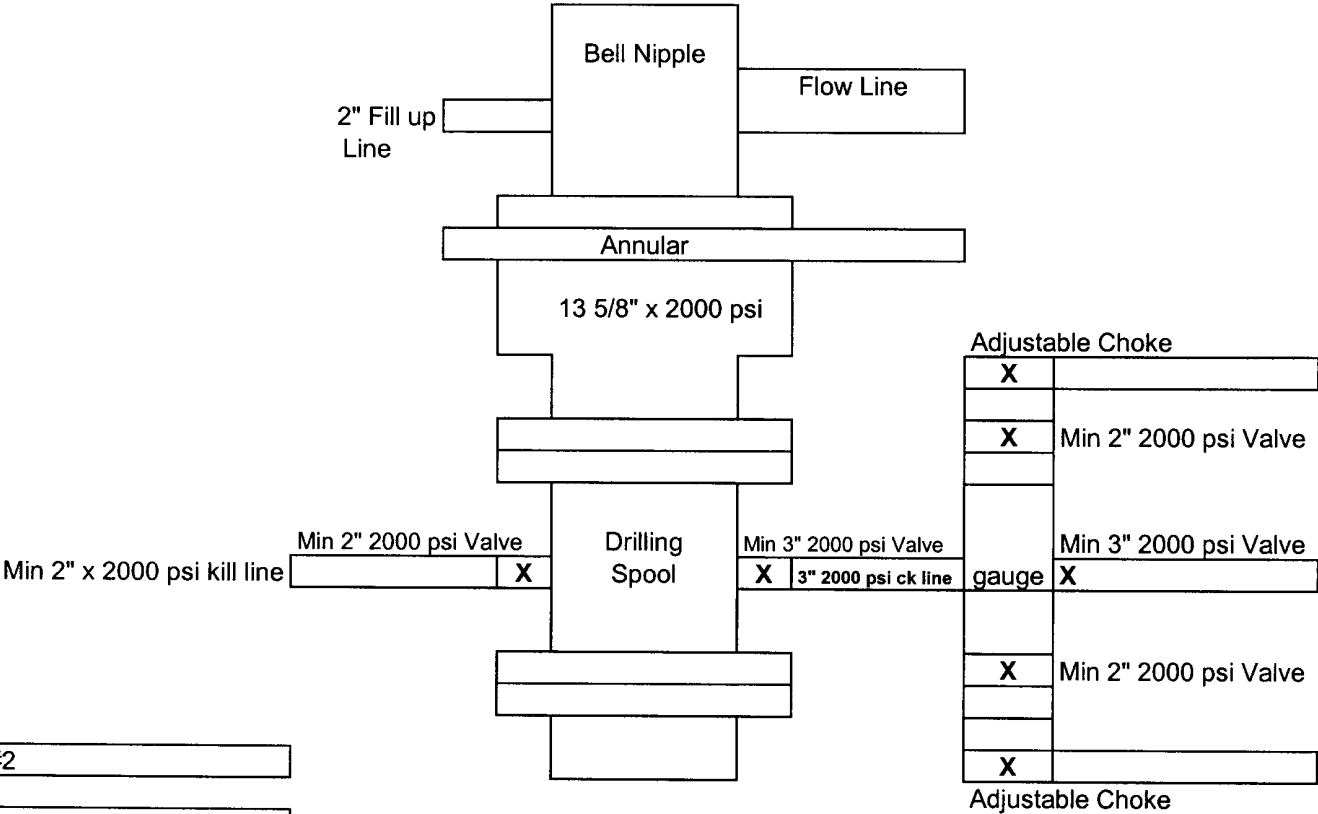 Bell Nipple
Flow Line
2" Fill up
Line
Annular
13 5/8" x 2000 psi
Adjustable Choke
X
X Min 2" 2000 psi Valve
Min 2" 2000 psi Valve
Drilling
Spool
Min 3" 2000 psi Valve
Min 3" 2000 psi Valve
Min 2" x 2000 psi kill line
X
X
3" 2000 psi ck line
gauge
X
X Min 2" 2000 psi Valve
2
X
Adjustable Choke